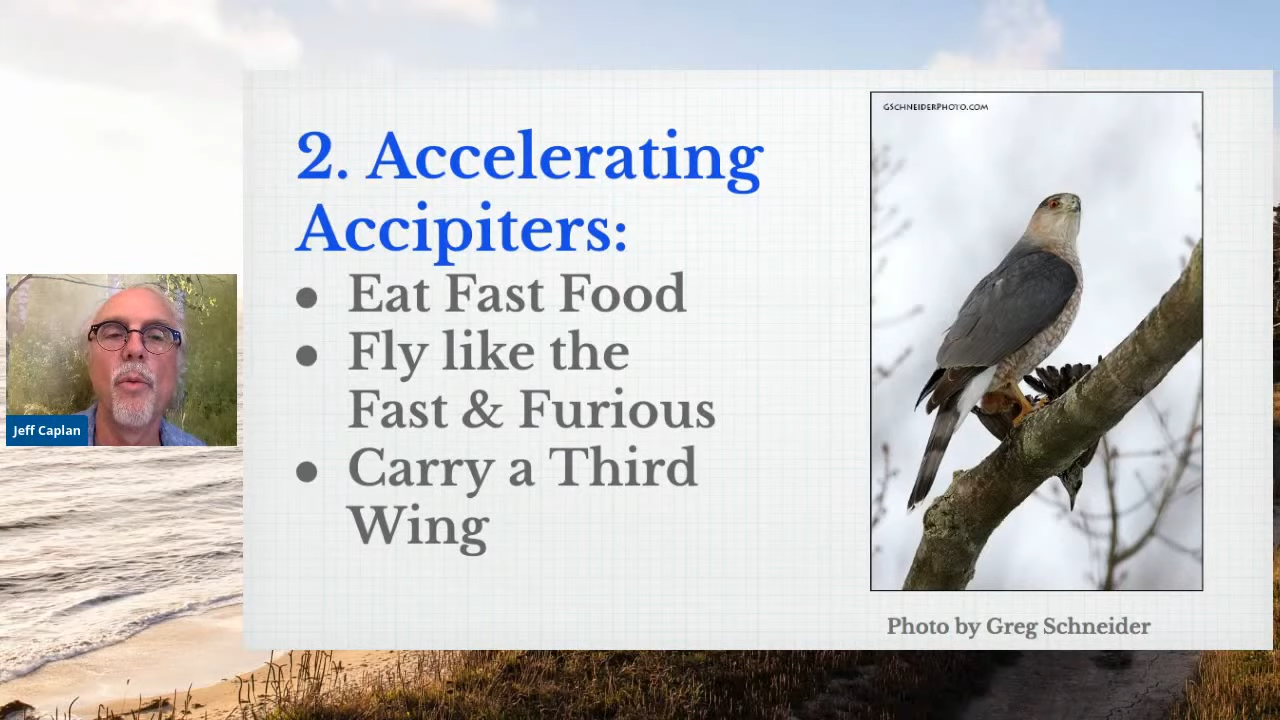 GSCHNEIDERPHOTO.COM
2. Accelerating
Accipiters:
● Eat Fast Food
● Fly like the
Fast & Furious
● Carry a Third
Wing
Jeff Caplan
Photo by Greg Schneider